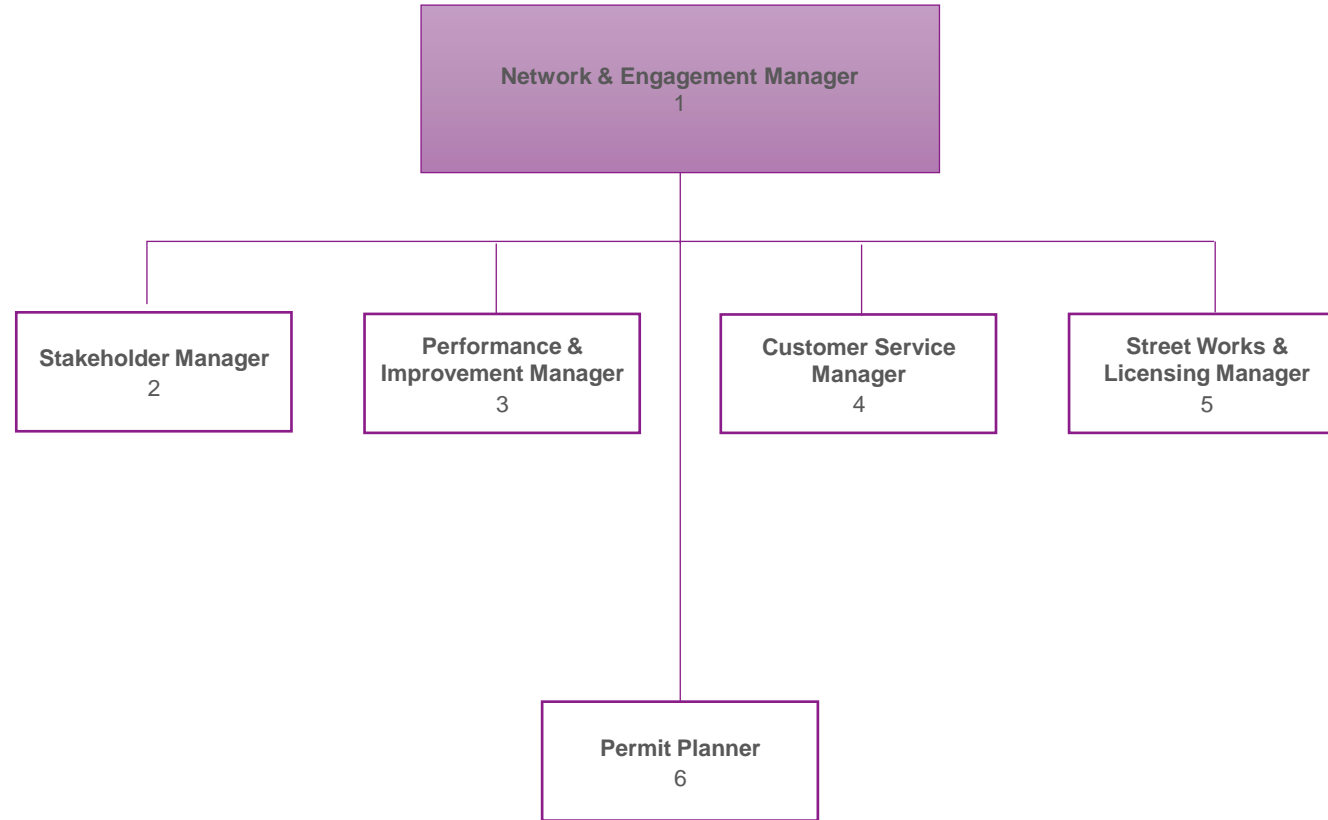 Network & Engagement Manager
1
Stakeholder Manager
2
Performance &
Improvement Manager
3
Customer Service
Manager
4
Street Works &
Licensing Manager
5
Permit Planner
6